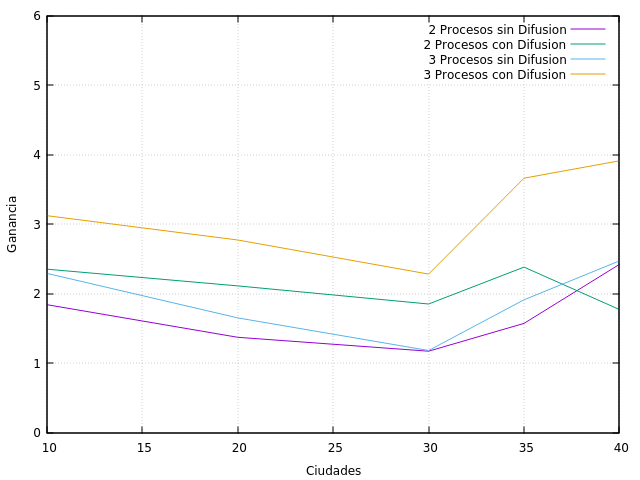 6
5
4
3
2
1
0
Ganancia
2 Procesos sin Difusion
2 Procesos con Difusion
3 Procesos sin Difusion
3 Procesos con Difusion
10 15 20 25 30 35 40
Ciudades